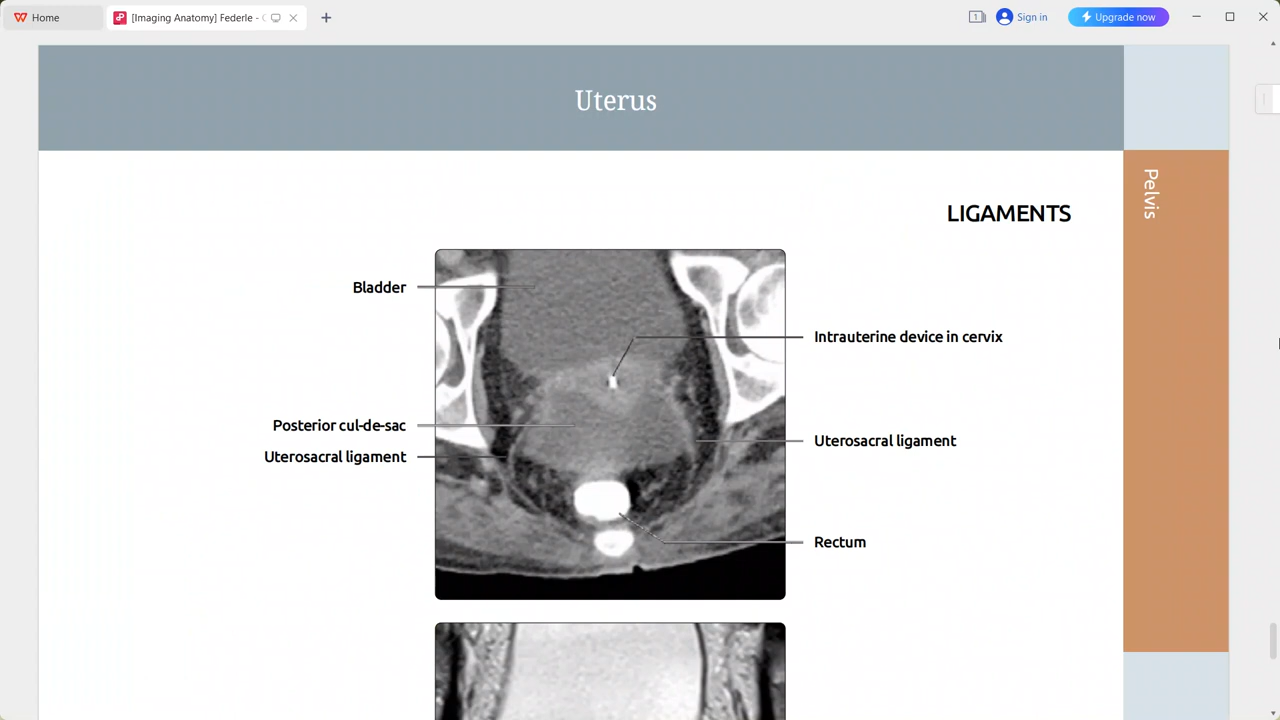 Home
[Imaging Anatomy] Federle -
1
Sign in
Upgrade now
Uterus
Pelvis
LIGAMENTS
Bladder
Intrauterine device in cervix
Posterior cul-de-sac
Uterosacral ligament
Uterosacral ligament
Rectum